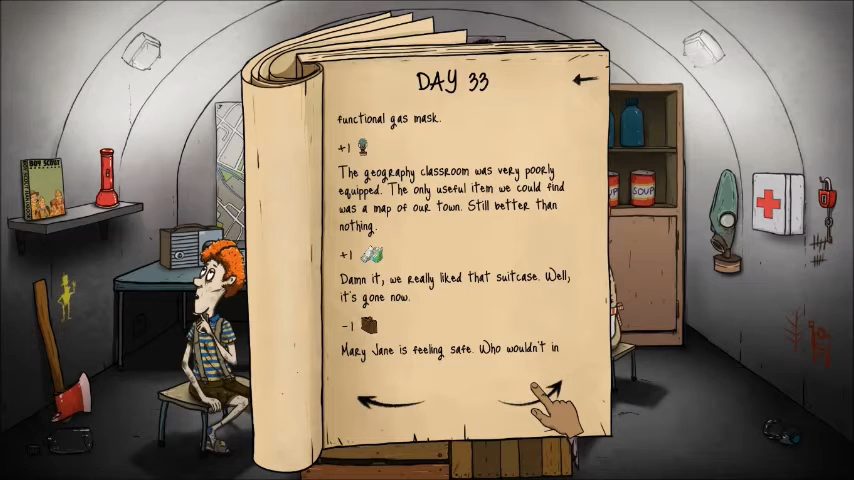 DAY 33
functional gas mask.
+1
The geography classroom was very poorly
equipped. The only useful item we could find
was a map of our town. Still better than
nothing.
+1
Damn it, we really liked that suitcase. Well,
it's gone now.
-1
Mary Jane is feeling safe. Who wouldn't in
BOY SCOUT
SOUP
SOUP